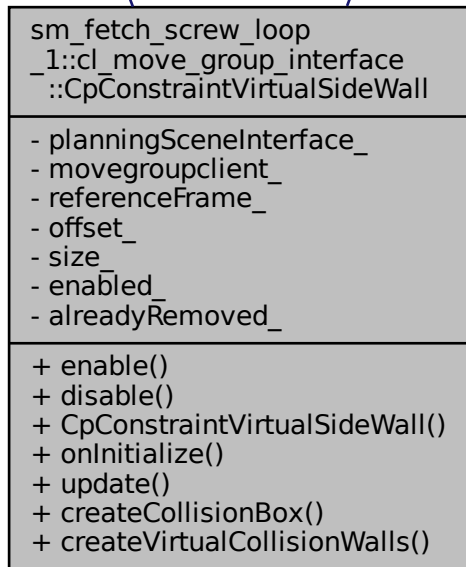 sm_fetch_screw_loop
_1::cl_move_group_interface
::CpConstraintVirtualSideWall
- planningSceneInterface_
- movegroupclient_
- referenceFrame_
- offset_
- size_
- enabled_
- alreadyRemoved_
+ enable()
+ disable()
+ CpConstraintVirtualSideWall()
+ onInitialize()
+ update()
+ createCollisionBox()
+ createVirtualCollisionWalls()